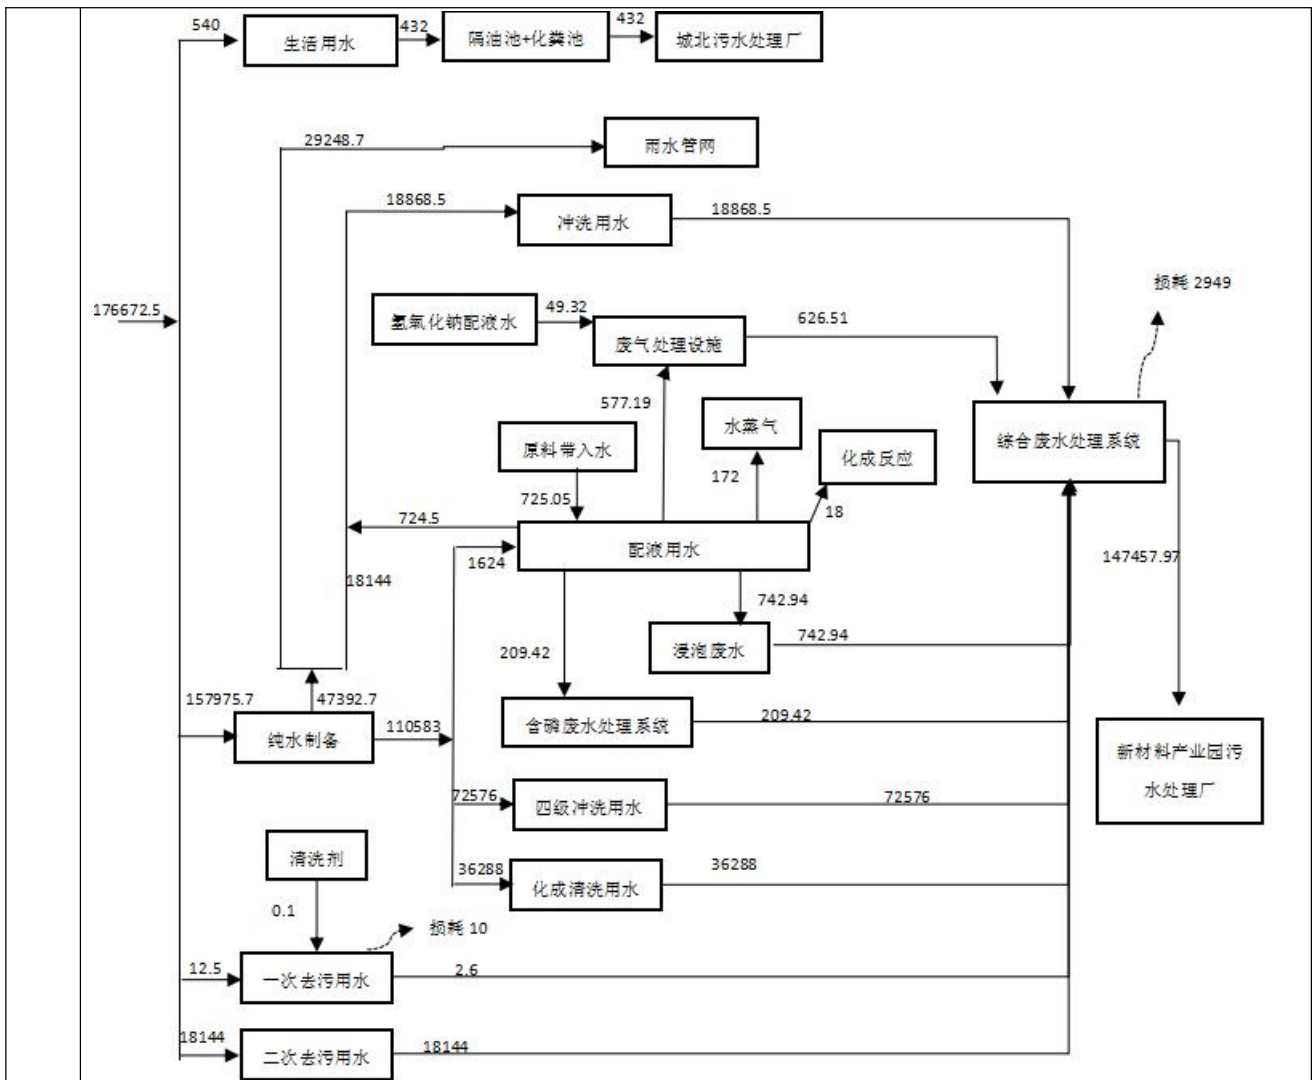 540
生活用水
432
隔油池+化粪池
432
城北污水处理厂
29248.7
雨水管网
18868.5
冲洗用水
18868.5
损耗 2949
176672.5
氢氧化钠配液水
49.32
废气处理设施
626.51
577.19
原料带入水
水蒸气
化成反应
综合废水处理系统
725.05
172
18
724.5
配液用水
1624
147457.97
18144
742.94
209.42
浸泡废水
742.94
157975.7
47392.7
纯水制备
110583
含磷废水处理系统
209.42
新材料产业园污
水处理厂
72576
四级冲洗用水
72576
清洗剂
36288
化成清洗用水
36288
0.1
损耗 10
12.5
一次去污用水
2.6
18144
二次去污用水
18144